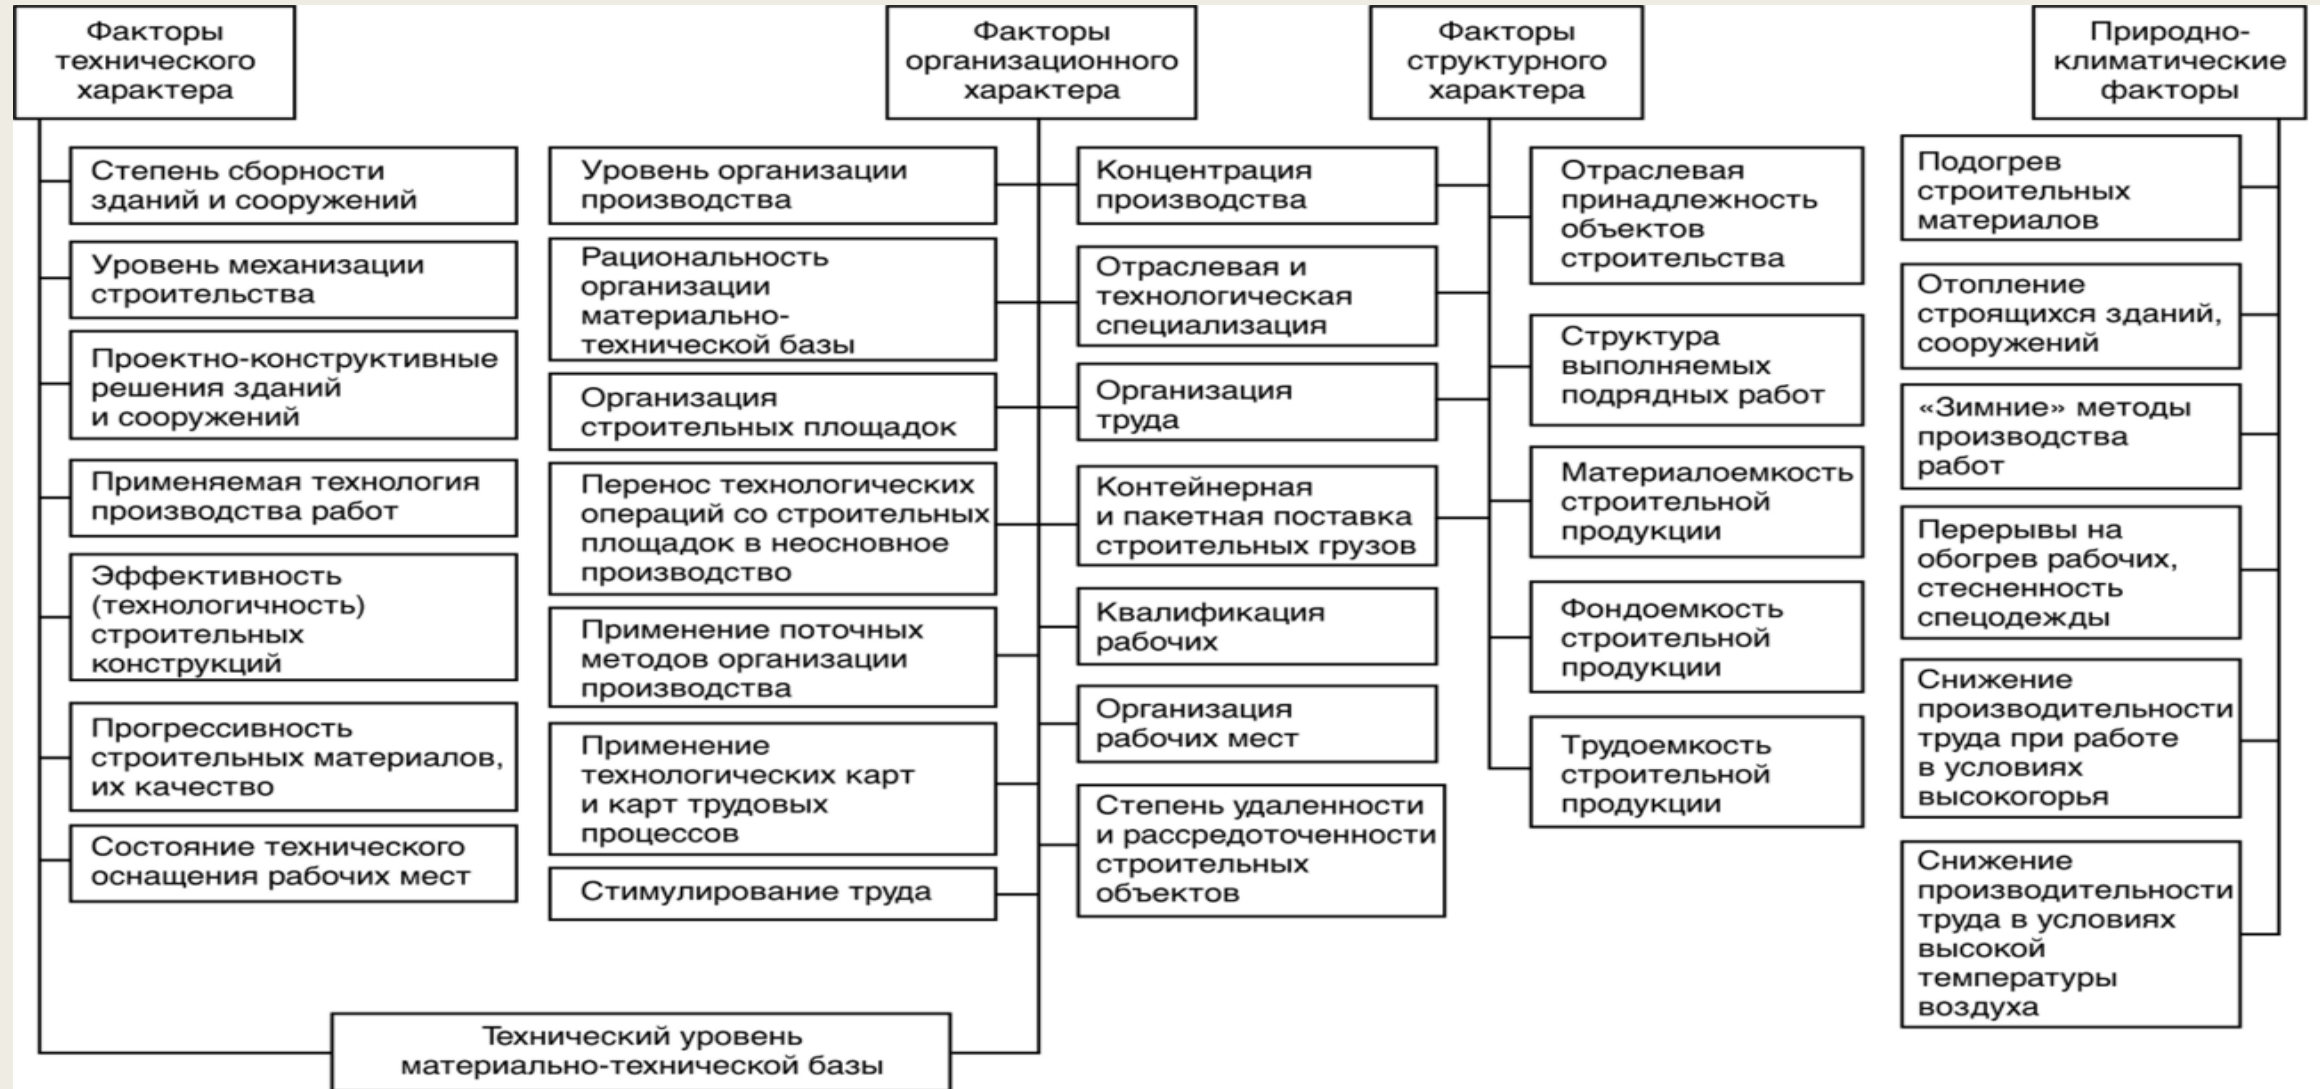 Факторы
технического
характера
Факторы
организационного
характера
Факторы
структурного
характера
Природно-
климатические
факторы
Степень сборности
зданий и сооружений
Уровень механизации
строительства
Проектно-конструктивные
решения зданий
и сооружений
Применяемая технология
производства работ
Эффективность
(технологичность)
строительных
конструкций
Прогрессивность
строительных материалов,
их качество
Состояние технического
оснащения рабочих мест
Уровень организации
производства
Рациональность
организации
материально-
технической базы
Организация
строительных площадок
Перенос технологических
операций со строительных
площадок в неосновное
производство
Применение поточных
методов организации
производства
Применение
технологических карт
и карт трудовых
процессов
Стимулирование труда
Концентрация
производства
Отраслевая и
технологическая
специализация
Организация
труда
Контейнерная
и пакетная поставка
строительных грузов
Квалификация
рабочих
Организация
рабочих мест
Степень удаленности
и рассредоточенности
строительных
объектов
Отраслевая
принадлежность
объектов
строительства
Структура
выполняемых
подрядных работ
Материалоемкость
строительной
продукции
Фондоемкость
строительной
продукции
Трудоемкость
строительной
продукции
Подогрев
строительных
материалов
Отопление
строящихся зданий,
сооружений
«Зимние» методы
производства
работ
Перерывы на
обогрев рабочих,
стесненность
спецодежды
Снижение
производительности
труда при работе
в условиях
высокогорья
Снижение
производительности
труда в условиях
высокой
температуры
воздуха
Технический уровень
материально-технической базы